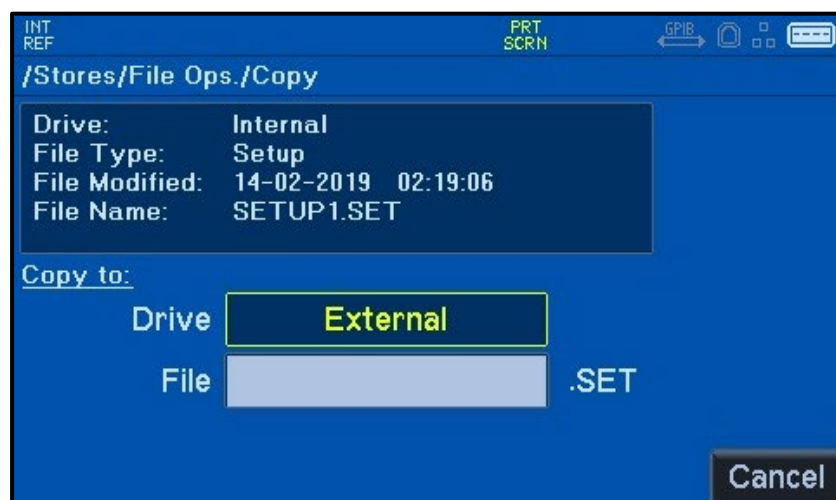 INT
REF
PRT
SCRN
GPIB
/Stores/File Ops./Copy
Drive: Internal
File Type: Setup
File Modified: 14-02-2019 02:19:06
File Name: SETUP1.SET
Copy to:
Drive External
File .SET
Cancel